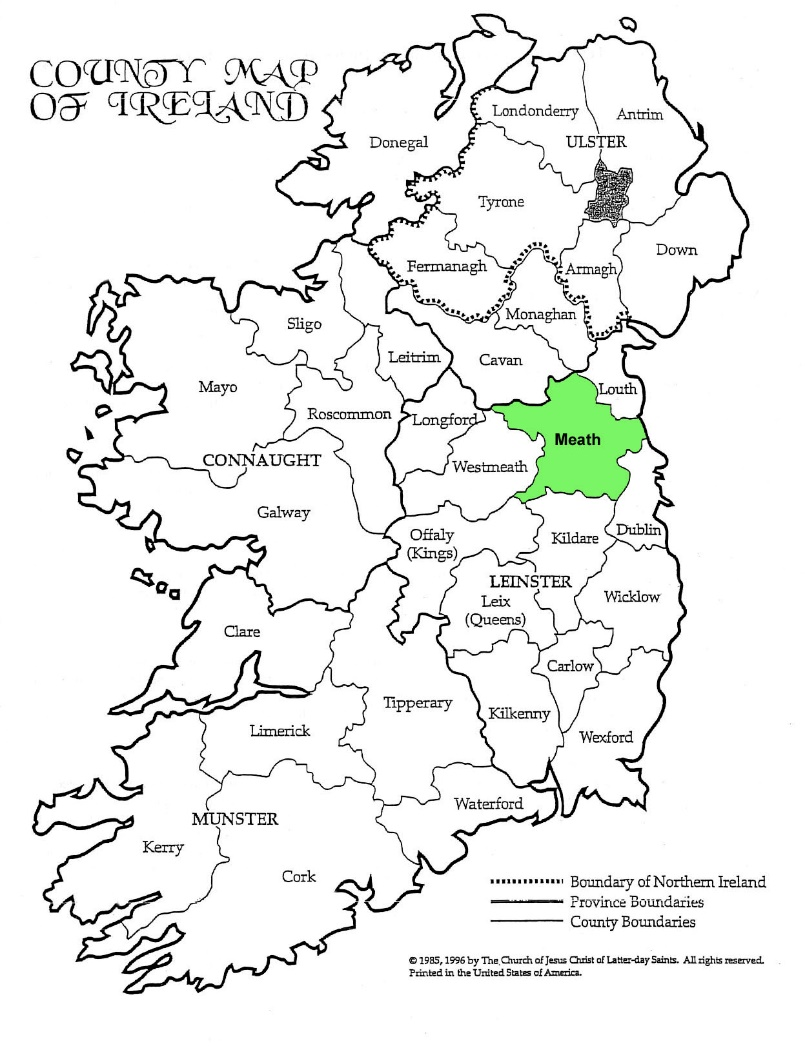 COUNTY MAP
OF IRELAND
Londonderry
Antrim
Donegal
ULSTER
Tyrone
Down
Fermanagh
Armagh
Monaghan
Sligo
Leitrim
Cavan
Mayo
Louth
Roscommon
Longford
Meath
CONNAUGHT
Westmeath
Galway
Offaly
(Kings)
Kildare
Dublin
LEINSTER
Leix
(Queens)
Wicklow
Clare
Carlow
Tipperary
Kilkenny
Limerick
Wexford
Waterford
MUNSTER
Kerry
Cork
Boundary of Northern Ireland
Province Boundaries
County Boundaries
© 1985, 1996 by The Church of Jesus Christ of Latter-day Saints. All rights reserved.
Printed in the United States of America.